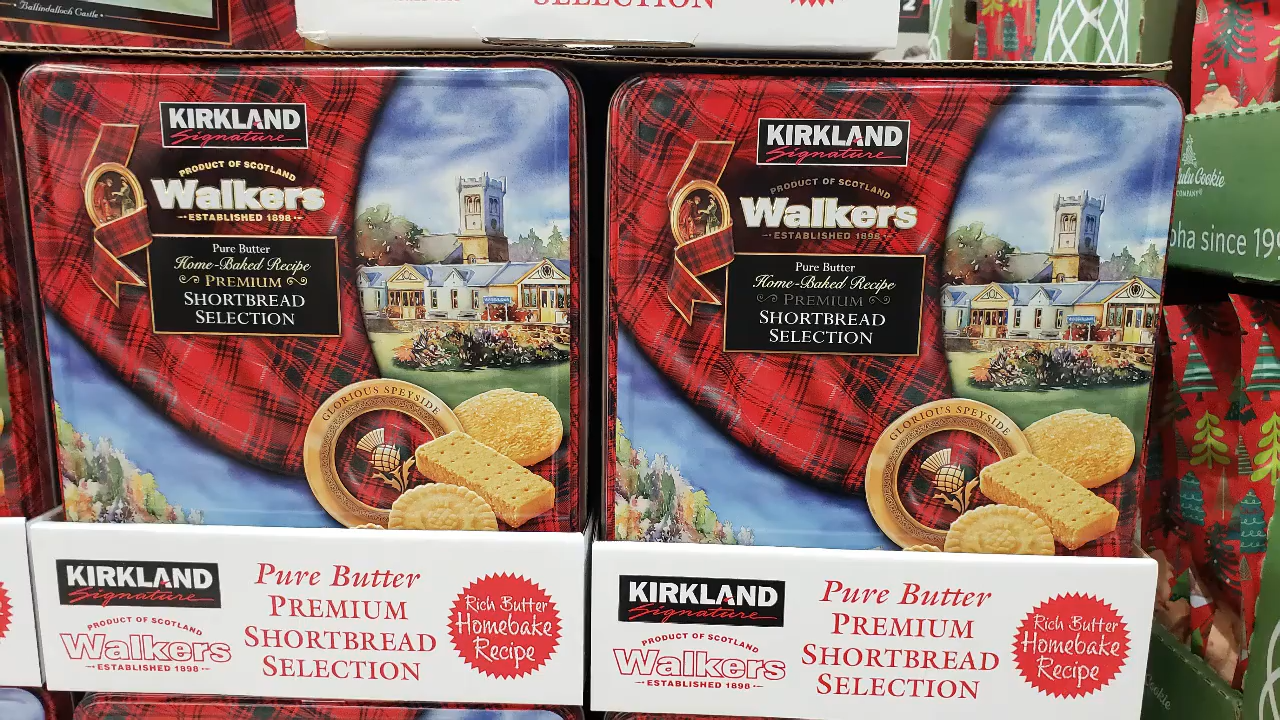 Ballindalloch Castle
SELECTION
KIRKLAND
Signature
PRODUCT OF SCOTLAND
Walkers
ESTABLISHED 1898
Pure Butter
Home-Baked Recipe
PREMIUM
SHORTBREAD
SELECTION
GLORIOUS SPEYSIDE
KIRKLAND
Signature
PRODUCT OF SCOTLAND
Walkers
ESTABLISHED 1898
Pure Butter
Home-Baked Recipe
PREMIUM
SHORTBREAD
SELECTION
GLORIOUS SPEYSIDE
Cookie
COMPANY
since
KIRKLAND
Signature
PRODUCT OF SCOTLAND
Walkers
ESTABLISHED 1898
Pure Butter
PREMIUM
SHORTBREAD
SELECTION
Rich Butter
Homebake
Recipe
KIRKLAND
Signature
PRODUCT OF SCOTLAND
Walkers
ESTABLISHED 1898
Pure Butter
PREMIUM
SHORTBREAD
SELECTION
Rich Butter
Homebake
Recipe
Cookie